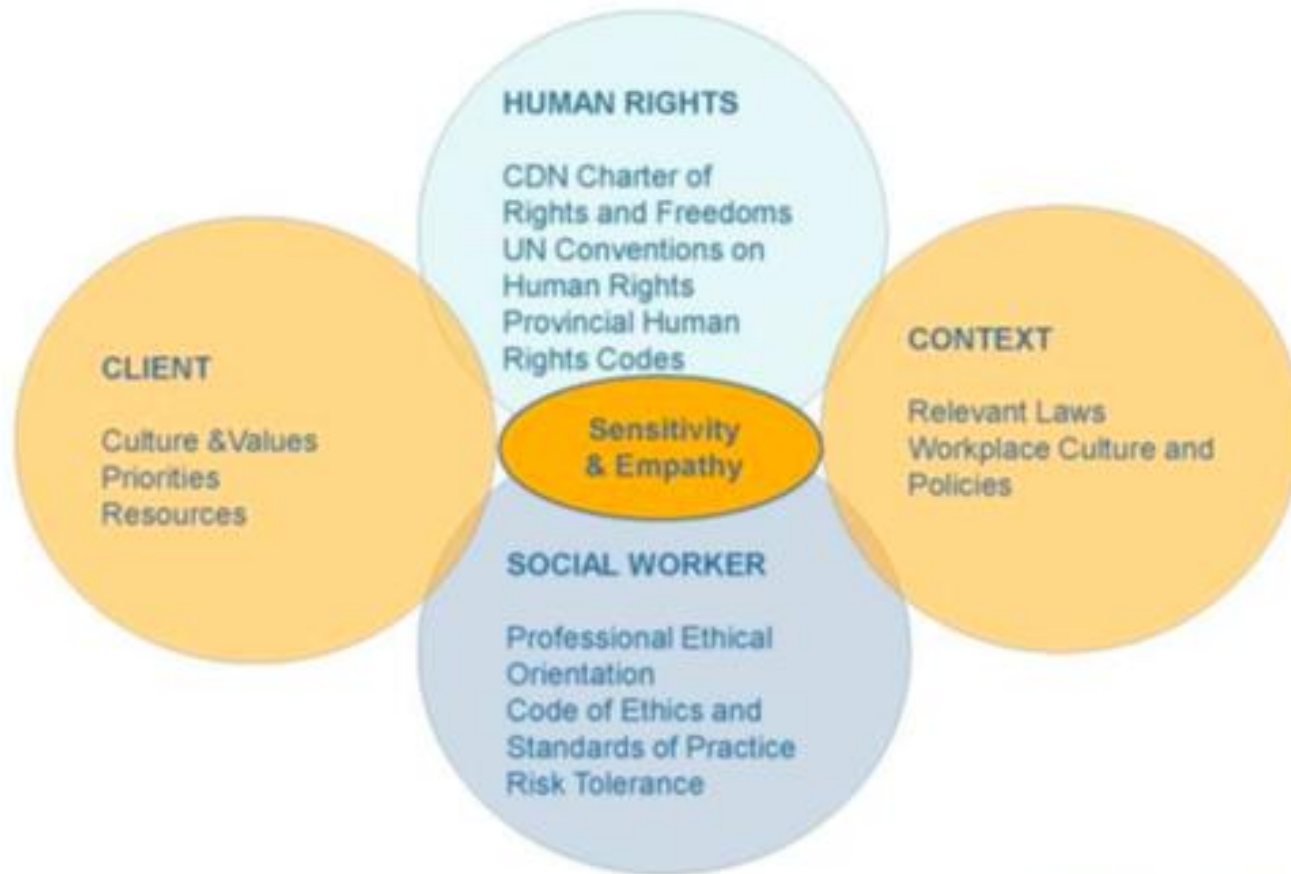 HUMAN RIGHTS
CDN Charter of
Rights and Freedoms
UN Conventions on
Human Rights
Provincial Human
Rights Codes
CLIENT
Culture &Values
Priorities
Resources
Sensitivity
& Empathy
CONTEXT
Relevant Laws
Workplace Culture and
Policies
SOCIAL WORKER
Professional Ethical
Orientation
Code of Ethics and
Standards of Practice
Risk Tolerance